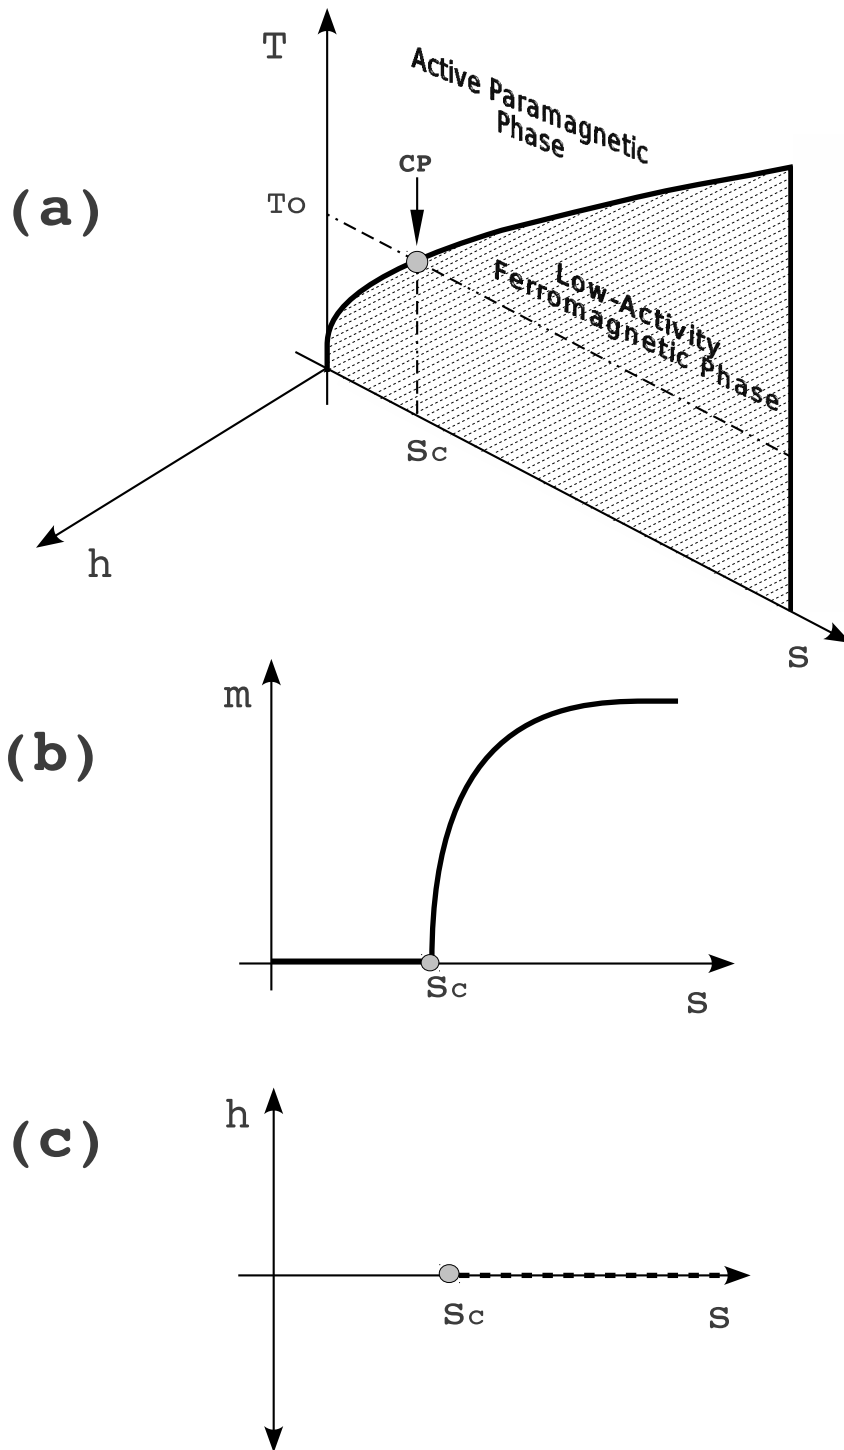 T
Active Paramagnetic
Phase
CP
(a)
To
Low-Activity
Ferromagnetic Phase
Sc
h
S
m
(b)
Sc
S
h
(c)
Sc
S